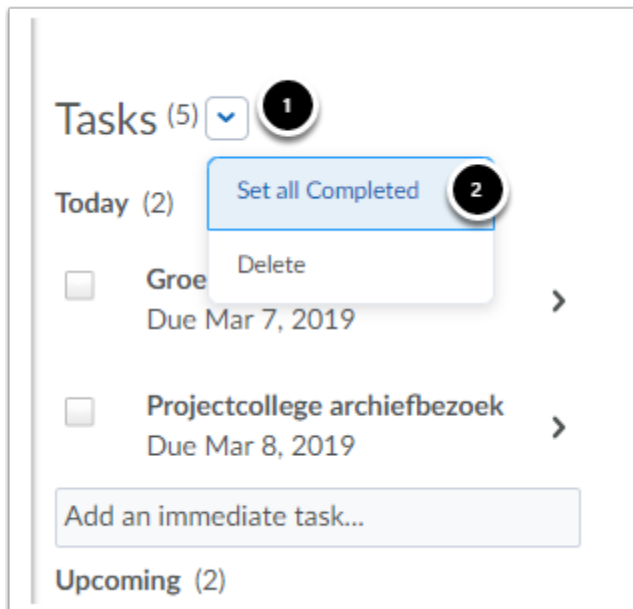 Tasks (5) 1
Set all Completed 2
Today (2)
Delete
Due Mar 7, 2019
Projectcollege archiefbezoek
Due Mar 8, 2019
Add an immediate task...
Upcoming (2)